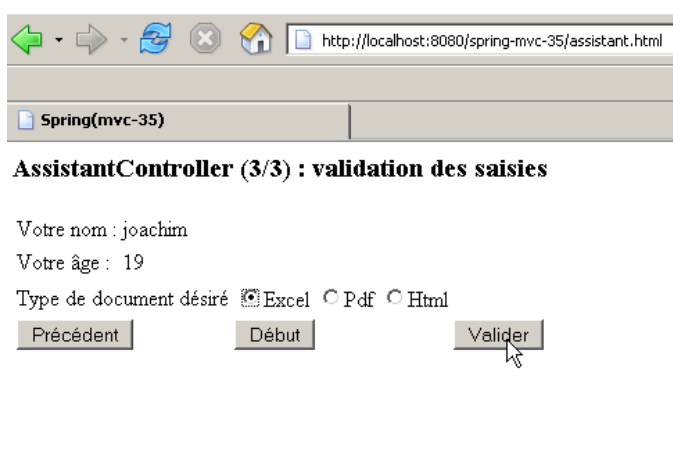 http://localhost:8080/spring-mvc-35/assistant.html
Spring(mvc-35)
AssistantController (3/3) : validation des saisies
Votre nom : joachim
Votre âge : 19
Type de document désiré Excel Pdf Html
Précédent Début Valider